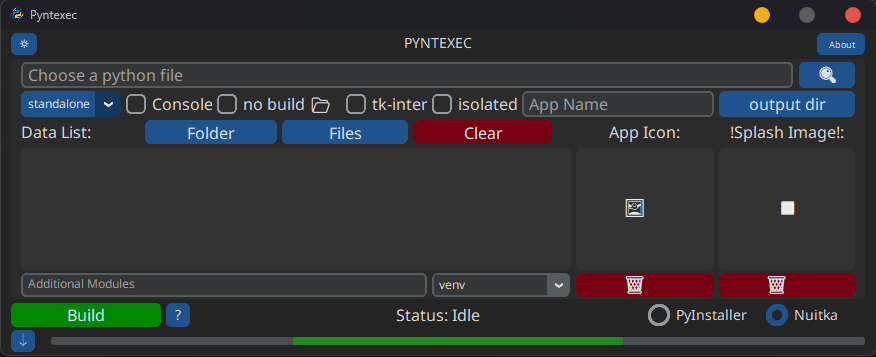 Pyntexec
PYNTEXEC
About
Choose a python file
standalone Console no build tk-inter isolated App Name output dir
Data List: Folder Files Clear App Icon: !Splash Image!:
Additional Modules venv
Build ? Status: Idle PyInstaller Nuitka